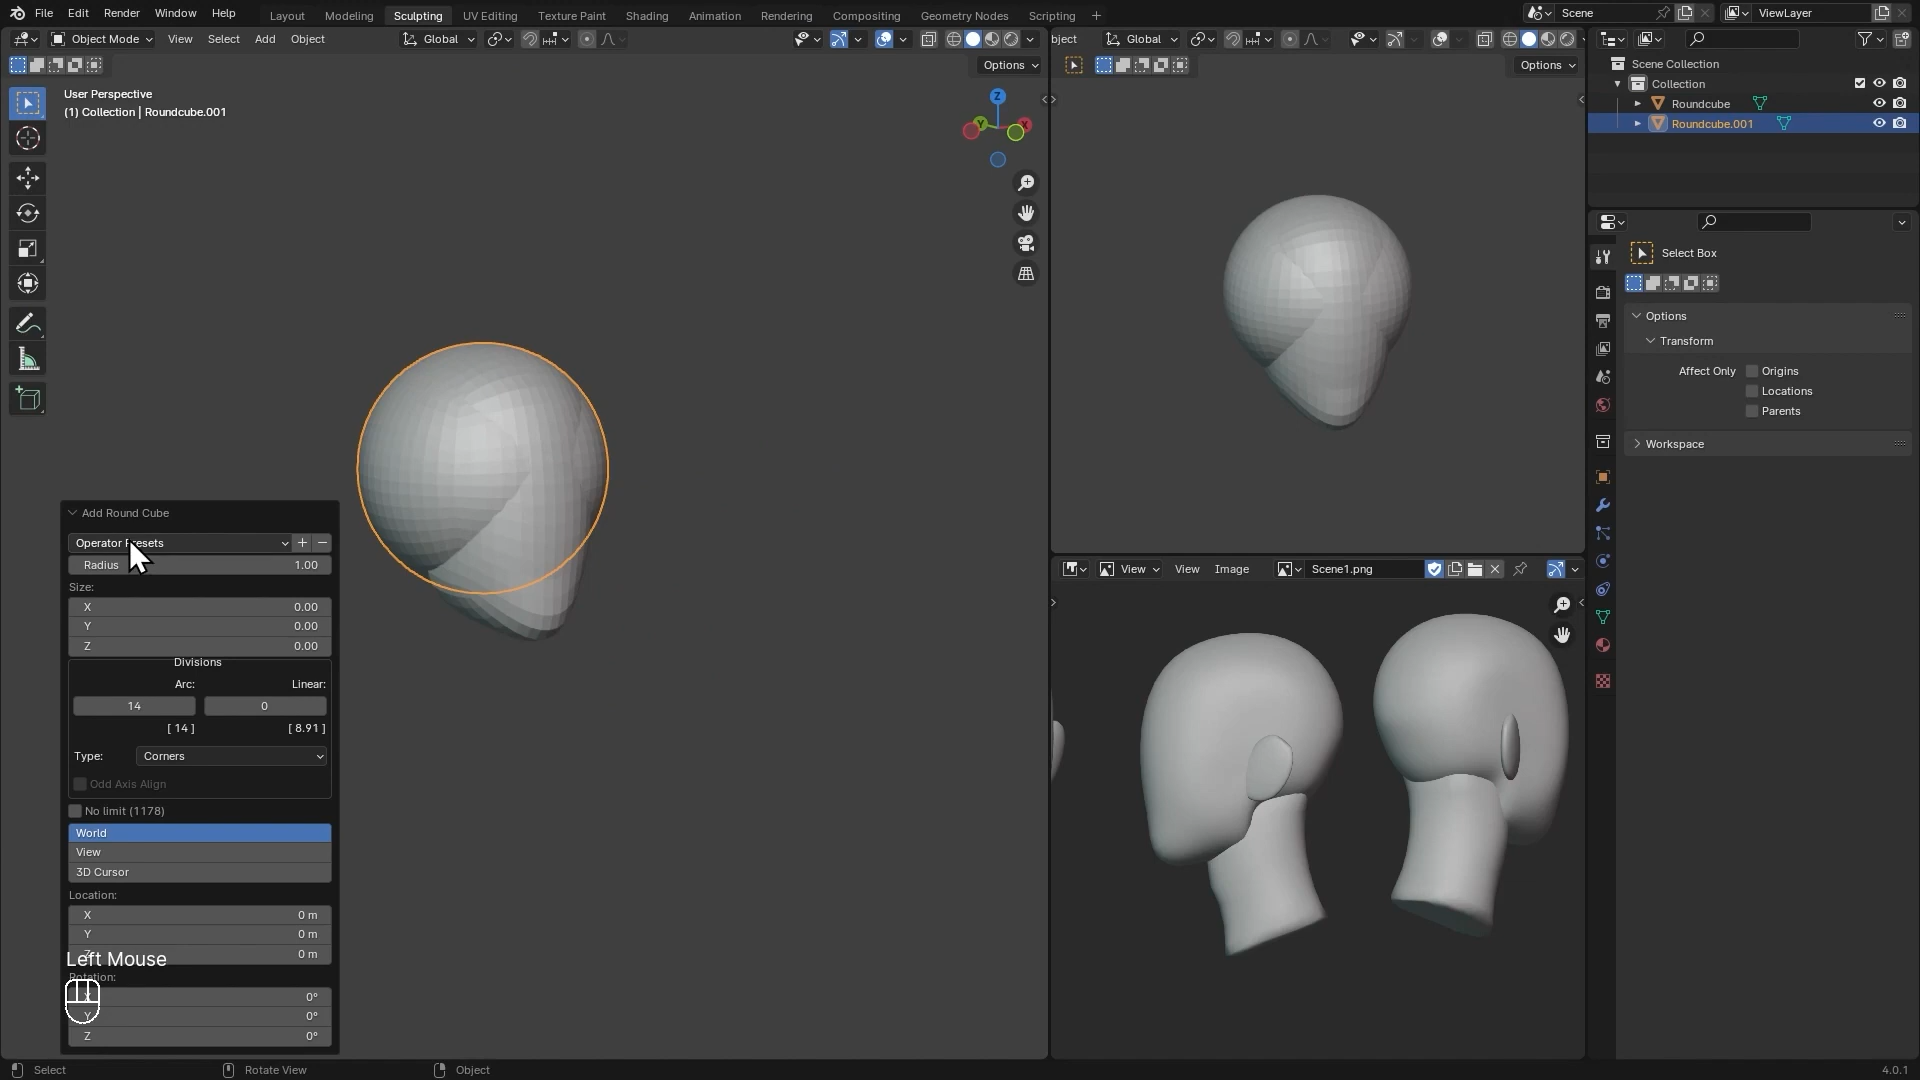 File Edit Render Window Help Layout Modeling Sculpting UV Editing Texture Paint Shading Animation Rendering Compositing Geometry Nodes Scripting + Scene ViewLayer
Object Mode View Select Add Object Global
Options
User Perspective
(1) Collection | Roundcube.001
Z
Y
X
Add Round Cube
Operator Presets
Radius 1.00
Size:
X 0.00
Y 0.00
Z 0.00
Divisions
Arc: Linear:
14 0
[ 14 ] [ 8.91 ]
Type: Corners
Odd Axis Align
No limit (1178)
World
View
3D Cursor
Location:
X 0 m
Y 0 m
Z 0 m
Left Mouse
Rotation:
X 0°
Y 0°
Z 0°
bject Global
Options
View View Image Scene1.png
Scene Collection
Collection
Roundcube
Roundcube.001
Select Box
Options
Transform
Affect Only Origins
Locations
Parents
Workspace
Select Rotate View Object 4.0.1